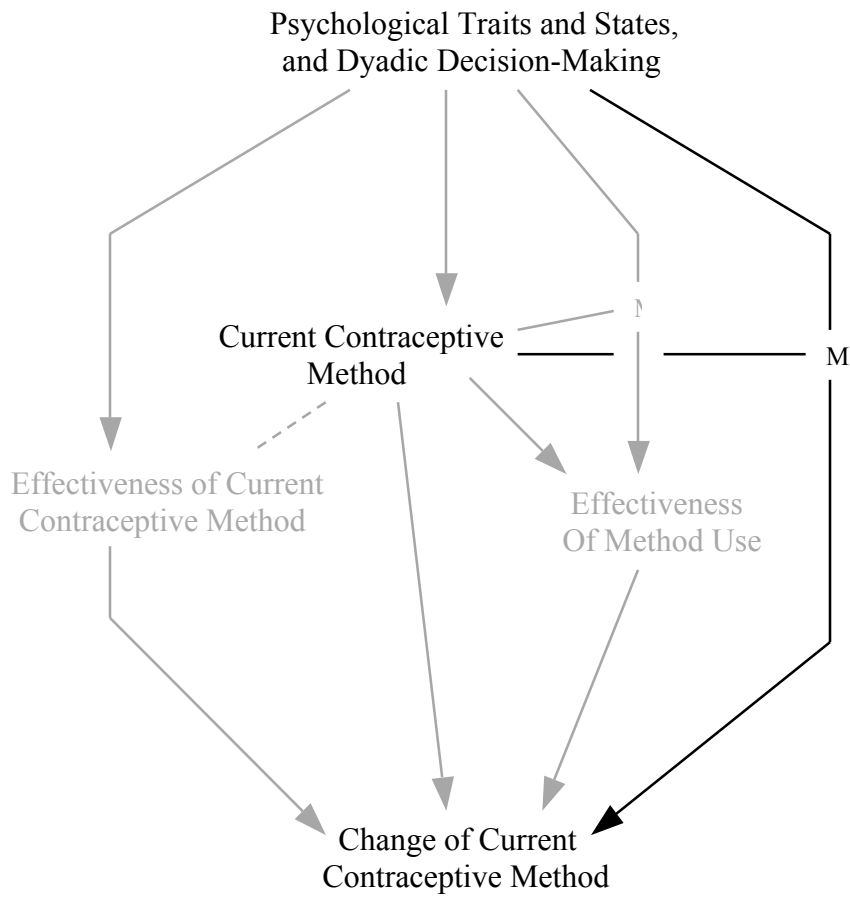 Psychological Traits and States,
and Dyadic Decision-Making
Current Contraceptive
Method
M
Effectiveness of Current
Contraceptive Method
Effectiveness
Of Method Use
Change of Current
Contraceptive Method